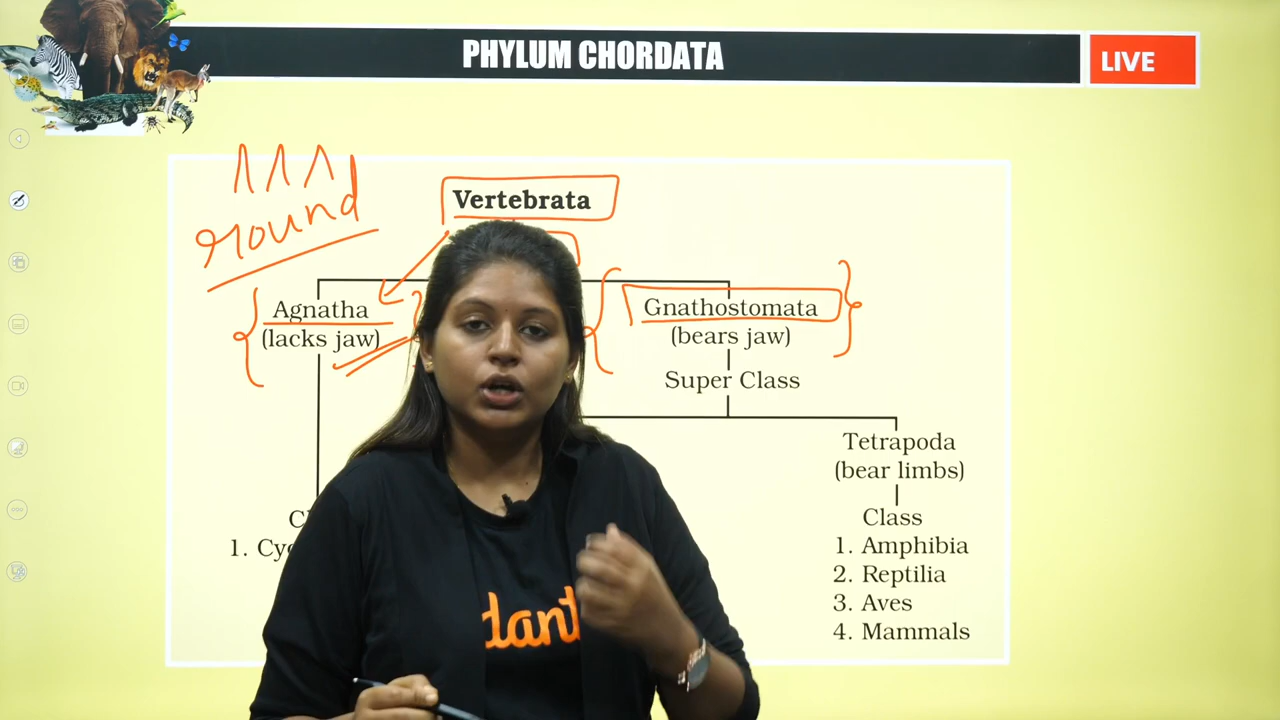 PHYLUM CHORDATA
LIVE
round
Vertebrata
Agnatha
(lacks jaw)
Gnathostomata
(bears jaw)
Super Class
Tetrapoda
(bear limbs)
Class
1. Amphibia
2. Reptilia
3. Aves
4. Mammals
1.